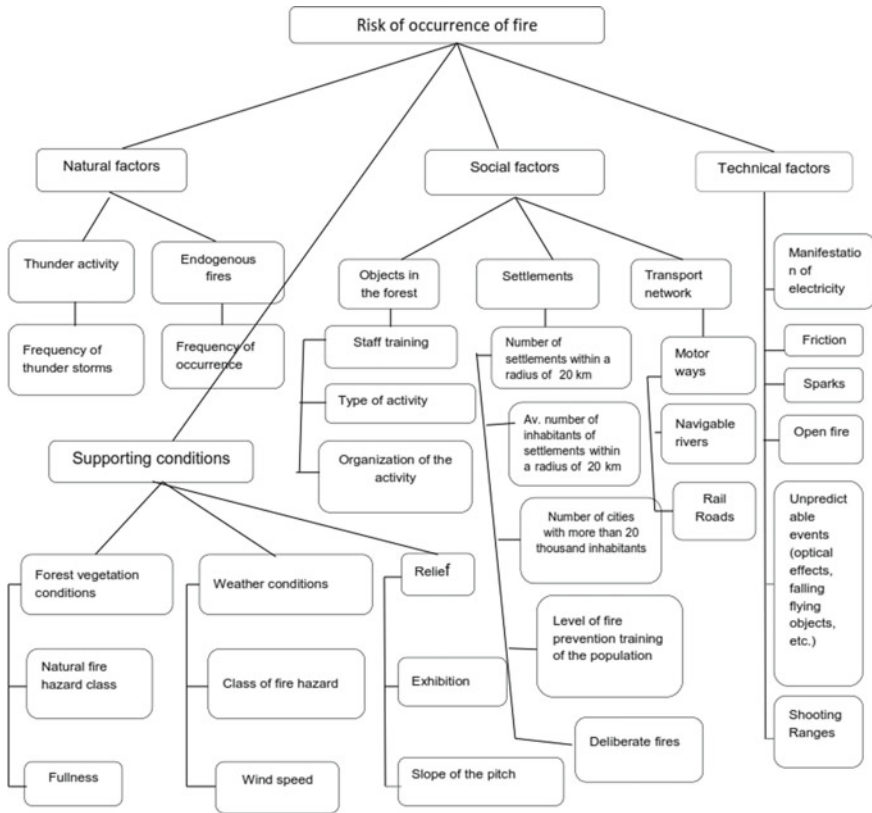 Risk of occurrence of fire
Natural factors
Social factors
Technical factors
Thunder activity
Endogenous
fires
Frequency of
thunder storms
Frequency of
occurrence
Objects in
the forest
Settlements
Transport
network
Staff training
Type of activity
Organization of the
activity
Number of
settlements within a
radius of 20 km
Av. number of
inhabitants of
settlements within
a radius of 20 km
Number of cities
with more than 20
thousand inhabitants
Level of fire
prevention training
of the population
Deliberate fires
Motor
ways
Navigable
rivers
Rail
Roads
Manifestatio
n of
electricity
Friction
Sparks
Open fire
Unpredict
able
events
(optical
effects,
falling
flying
objects,
etc.)
Shooting
Ranges
Supporting conditions
Forest vegetation
conditions
Natural fire
hazard class
Fullness
Weather conditions
Class of fire hazard
Wind speed
Relief
Exhibition
Slope of the pitch